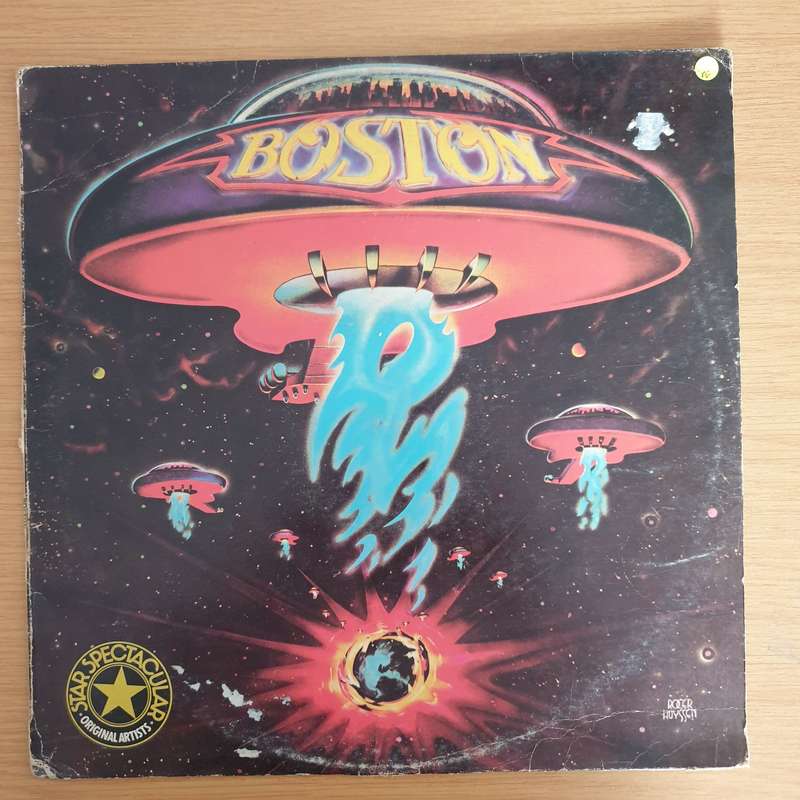 BOSTON
STAR SPECTACULAR
ORIGINAL ARTISTS
ROGER
HUYSSEN